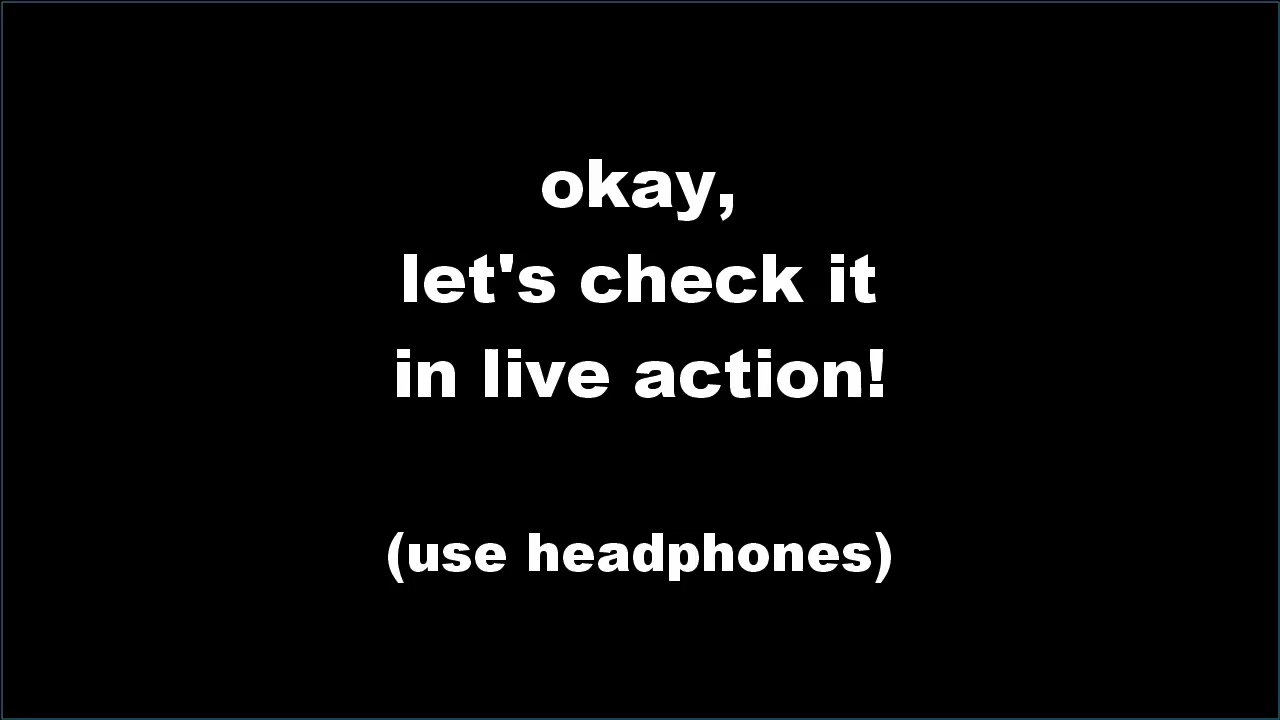 okay,
let's check it
in live action!
(use headphones)